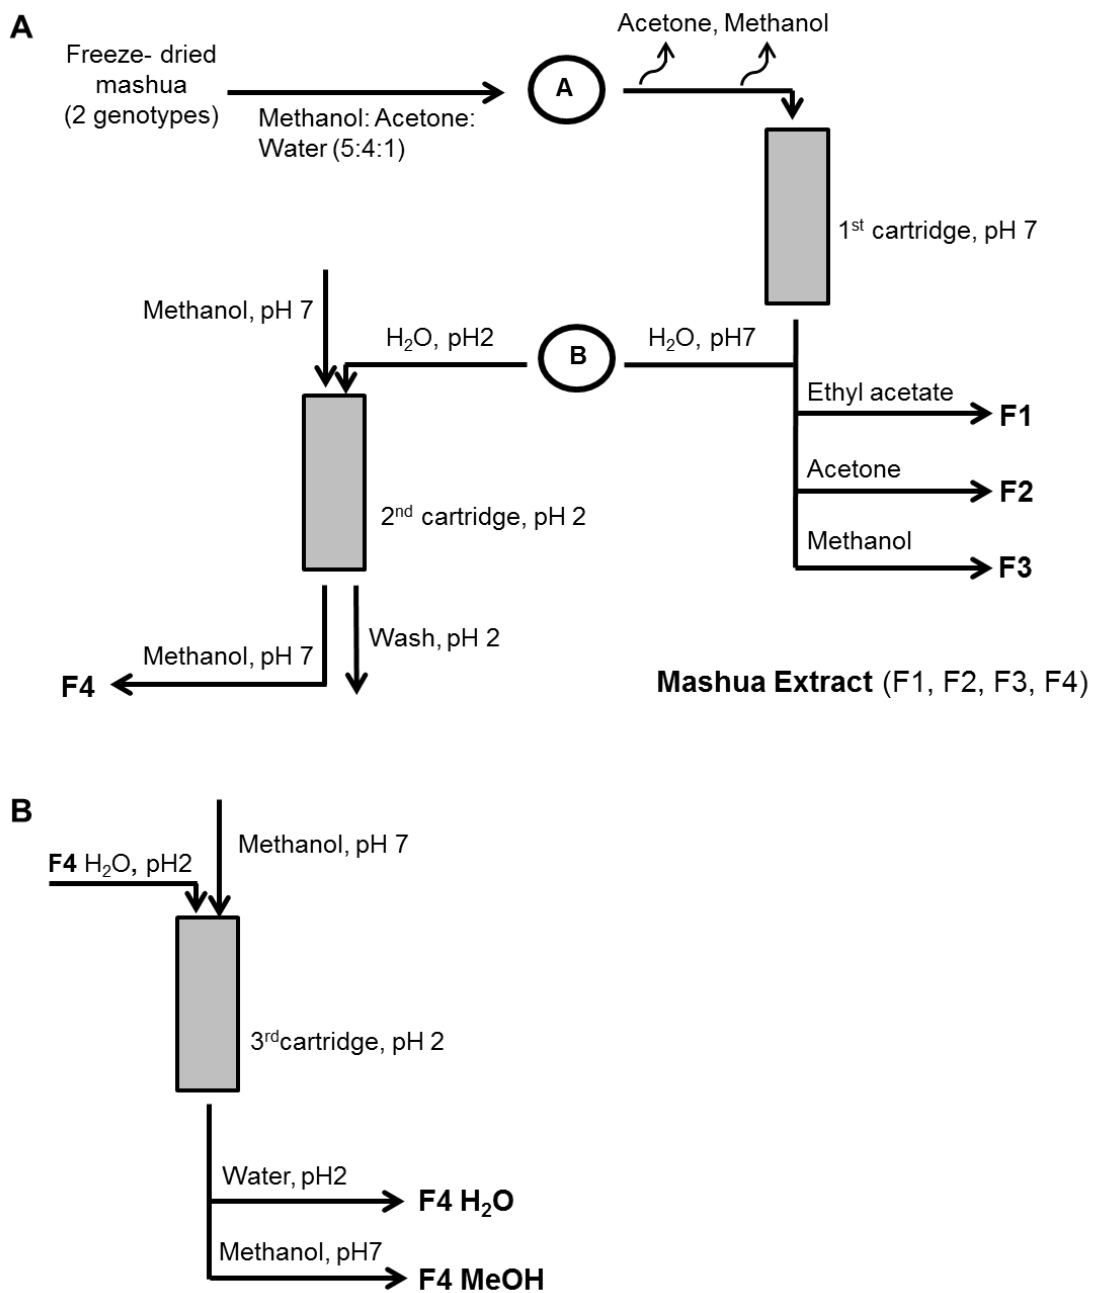 A
Freeze- dried
mashua
(2 genotypes)
Methanol: Acetone:
Water (5:4:1)
A
Acetone, Methanol
1st cartridge, pH 7
Methanol, pH 7
H2O, pH2
B
H2O, pH7
Ethyl acetate
F1
Acetone
F2
Methanol
F3
2nd cartridge, pH 2
Wash, pH 2
Methanol, pH 7
F4
Mashua Extract (F1, F2, F3, F4)
B
F4 H2O, pH2
Methanol, pH 7
3rdcartridge, pH 2
Water, pH2
F4 H2O
Methanol, pH7
F4 MeOH